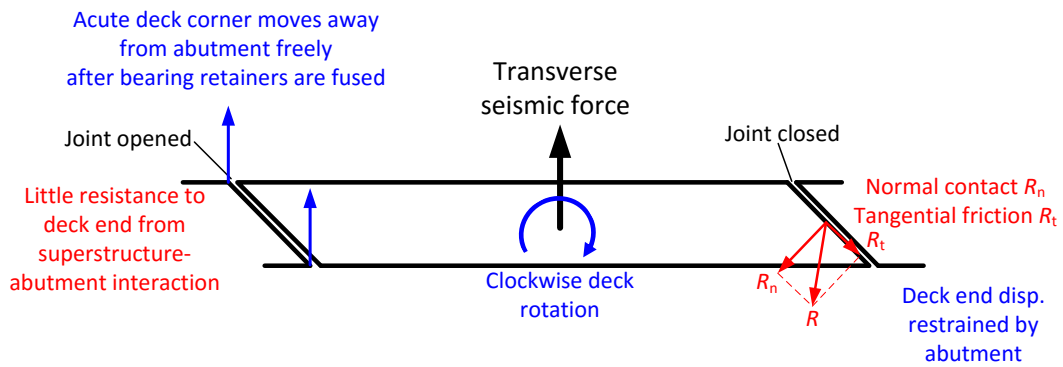 Acute deck corner moves away
from abutment freely
after bearing retainers are fused
Transverse
seismic force
Joint opened
Joint closed
Little resistance to
deck end from
superstructure-
abutment interaction
Normal contact Rn
Tangential friction Rt
Rt
Rn
R
Clockwise deck
rotation
Deck end disp.
restrained by
abutment